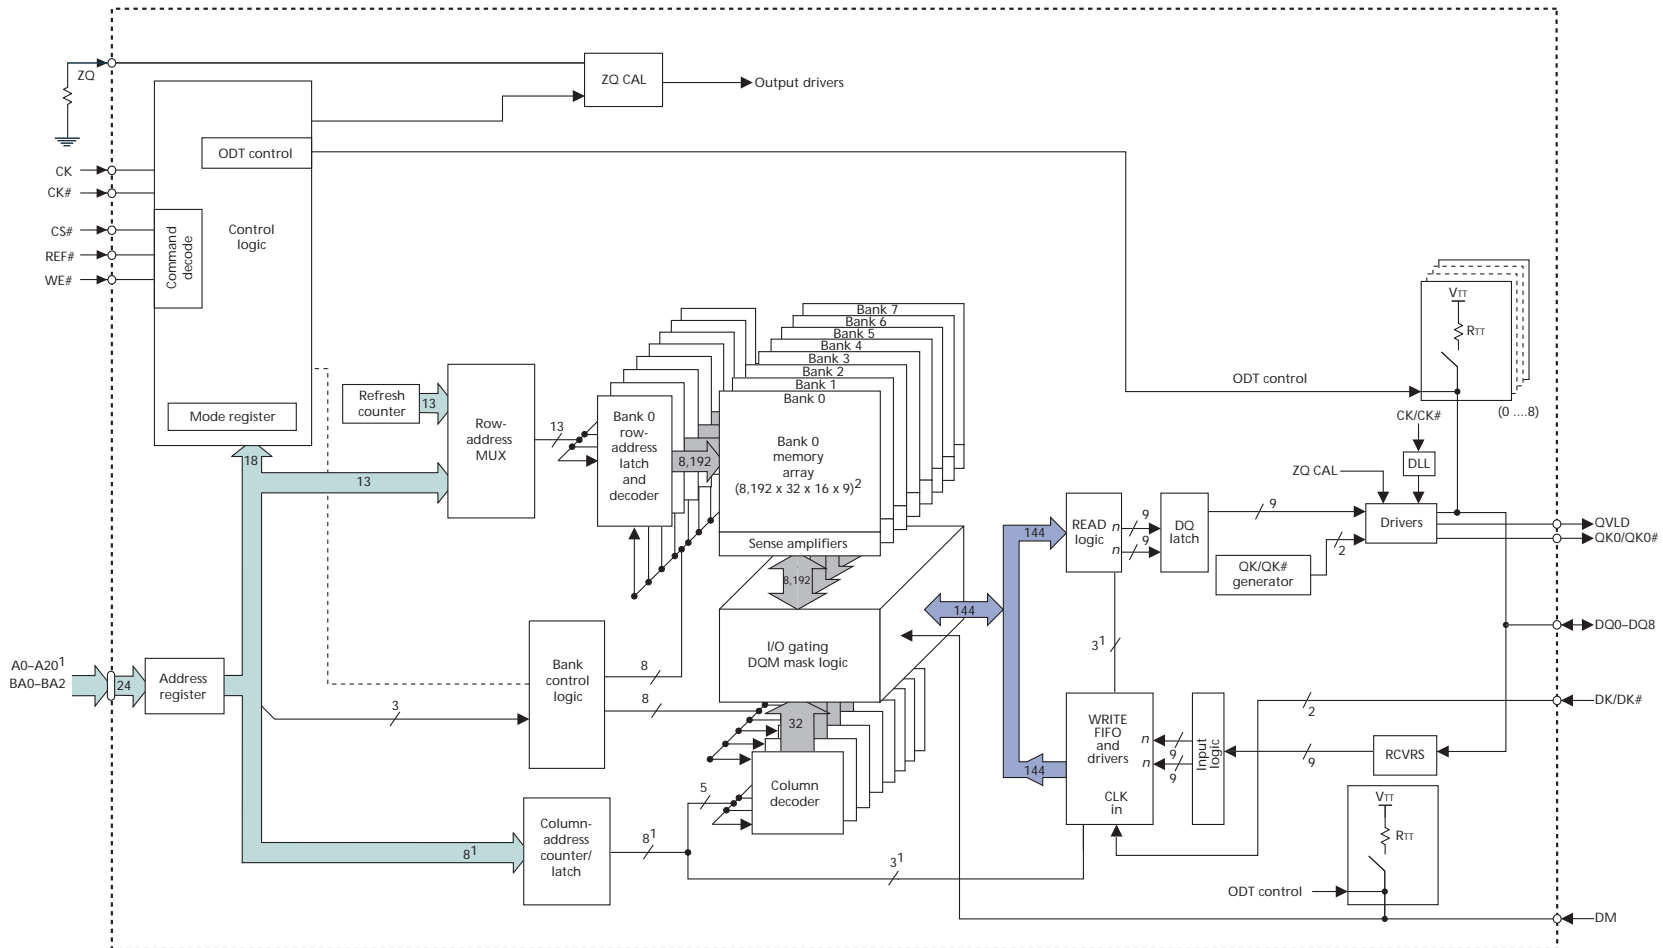 ZQ
ZQ CAL
Output drivers
ODT control
CK
CK#
CS#
REF#
WE#
Command
decode
Control
logic
Mode register
Refresh
counter
13
Row-
address
MUX
13
Bank 0
row-
address
latch
and
decoder
8,192
Bank 7
Bank 6
Bank 5
Bank 4
Bank 3
Bank 2
Bank 1
Bank 0
Bank 0
memory
array
(8,192 x 32 x 16 x 9)2
Sense amplifiers
8,192
18
13
ODT control
VTT
RTT
(0 ....8)
CK/CK#
DLL
ZQ CAL
144
READ
logic
n
9
n
9
DQ
latch
9
Drivers
2
QK/QK#
generator
QVLD
QK0/QK0#
144
DQ0–DQ8
I/O gating
DQM mask logic
31
A0–A201
BA0–BA2
24
Address
register
3
Bank
control
logic
8
8
32
Column
decoder
5
144
WRITE
FIFO
and
drivers
CLK
in
n
9
n
9
Input
logic
9
RCVRS
2
DK/DK#
81
Column-
address
counter/
latch
81
31
VTT
RTT
ODT control
DM